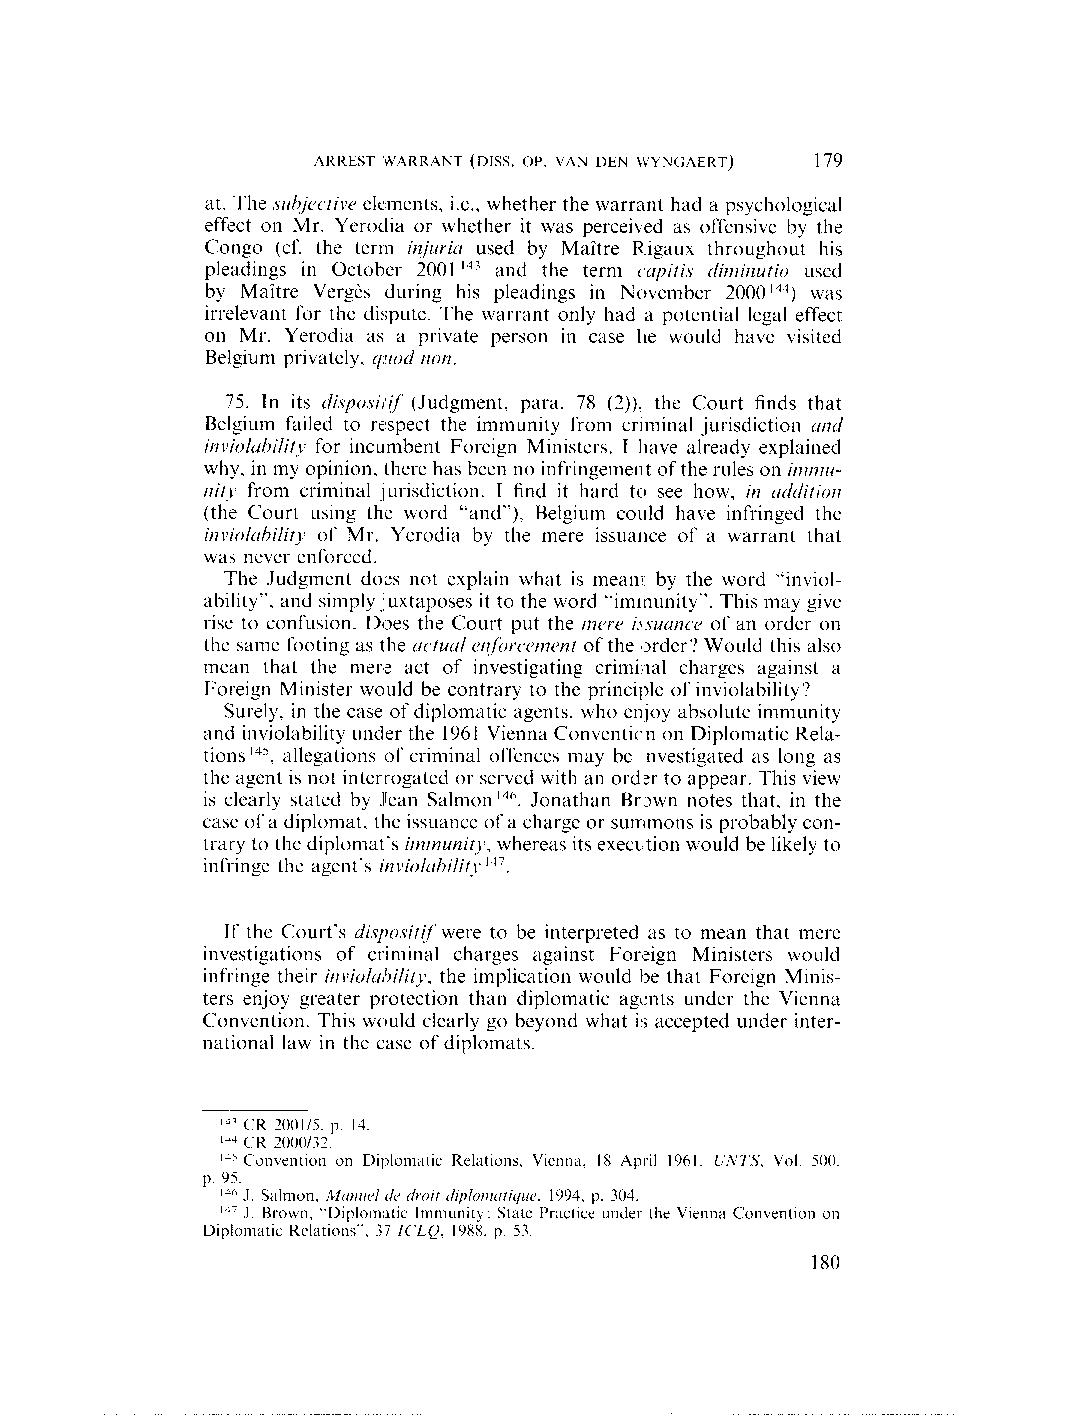 ARREST WARRANT (DISS. OP. VAN DEN WYNGAERT) 179
at. The subjective elements, i.e., whether the warrant had a psychological
effect on Mr. Yerodia or whether it was perceived as offensive by the
Congo (cf. the term injuria used by Maître Rigaux throughout his
pleadings in October 2001 143 and the term capitis diminutio used
by Maître Vergès during his pleadings in November 2000 144) was
irrelevant for the dispute. The warrant only had a potential legal effect
on Mr. Yerodia as a private person in case he would have visited
Belgium privately, quod non.
75. In its dispositif (Judgment, para. 78 (2)), the Court finds that
Belgium failed to respect the immunity from criminal jurisdiction and
inviolability for incumbent Foreign Ministers. I have already explained
why, in my opinion, there has been no infringement of the rules on immu-
nity from criminal jurisdiction. I find it hard to see how, in addition
(the Court using the word "and"), Belgium could have infringed the
inviolability of Mr. Yerodia by the mere issuance of a warrant that
was never enforced.
The Judgment does not explain what is meant by the word "inviol-
ability", and simply juxtaposes it to the word "immunity". This may give
rise to confusion. Does the Court put the mere issuance of an order on
the same footing as the actual enforcement of the order? Would this also
mean that the mere act of investigating criminal charges against a
Foreign Minister would be contrary to the principle of inviolability?
Surely, in the case of diplomatic agents, who enjoy absolute immunity
and inviolability under the 1961 Vienna Convention on Diplomatic Rela-
tions 145, allegations of criminal offences may be investigated as long as
the agent is not interrogated or served with an order to appear. This view
is clearly stated by Jean Salmon 146. Jonathan Brown notes that, in the
case of a diplomat, the issuance of a charge or summons is probably con-
trary to the diplomat's immunity, whereas its execution would be likely to
infringe the agent's inviolability 147.
If the Court's dispositif were to be interpreted as to mean that mere
investigations of criminal charges against Foreign Ministers would
infringe their inviolability, the implication would be that Foreign Minis-
ters enjoy greater protection than diplomatic agents under the Vienna
Convention. This would clearly go beyond what is accepted under inter-
national law in the case of diplomats.
143 CR 2001/5, p. 14.
144 CR 2000/32.
145 Convention on Diplomatic Relations, Vienna, 18 April 1961, UNTS, Vol. 500,
p. 95.
146 J. Salmon, Manuel de droit diplomatique, 1994, p. 304.
147 J. Brown, "Diplomatic Immunity: State Practice under the Vienna Convention on
Diplomatic Relations", 37 ICLQ, 1988, p. 53.
180